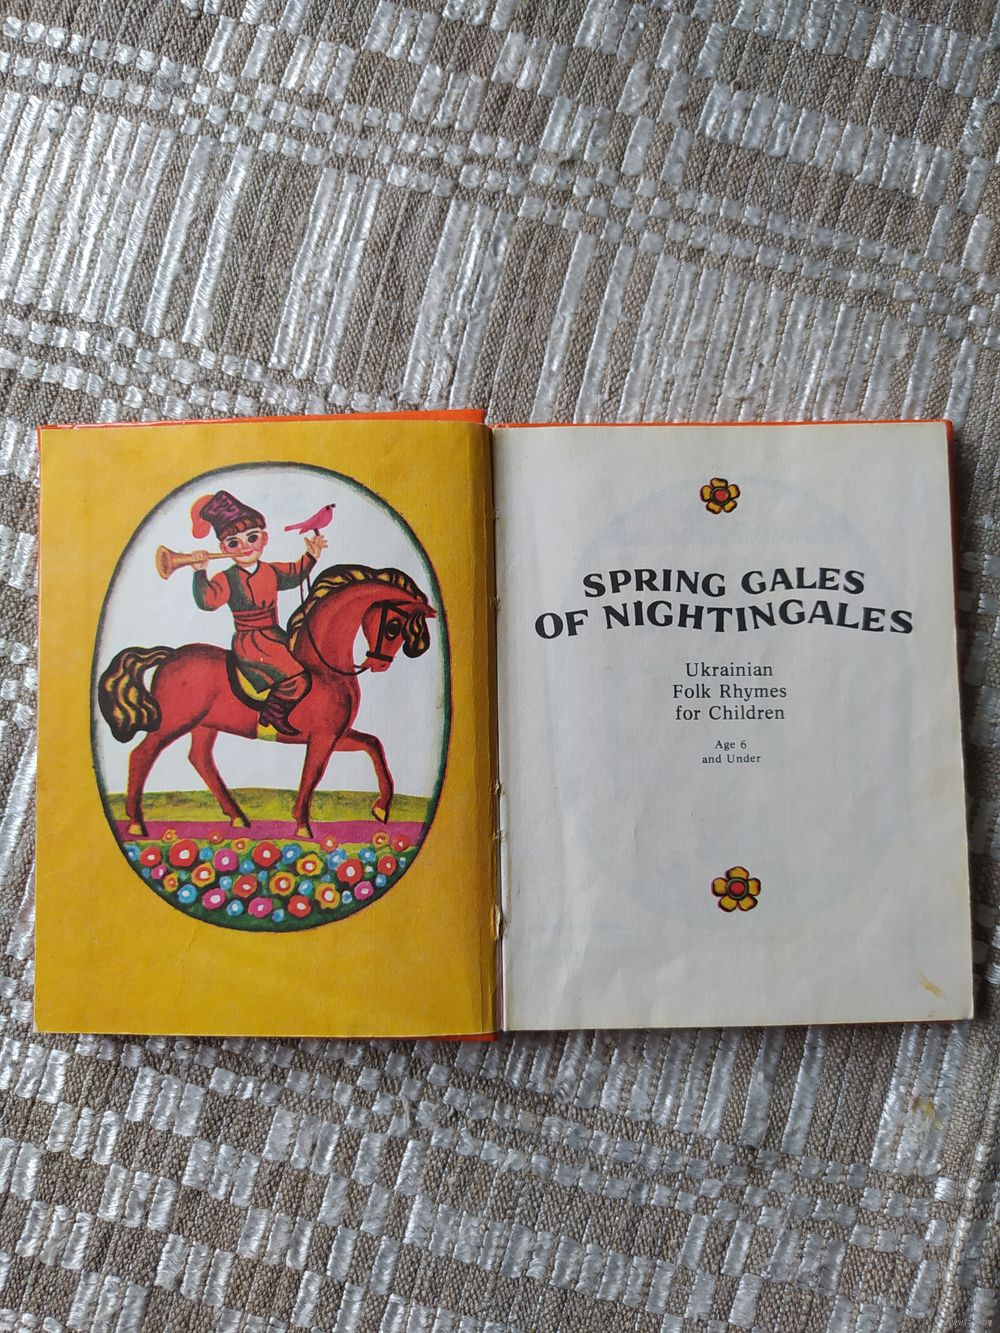 SPRING GALES
OF NIGHTINGALES
Ukrainian
Folk Rhymes
for Children
Age 6
and Under